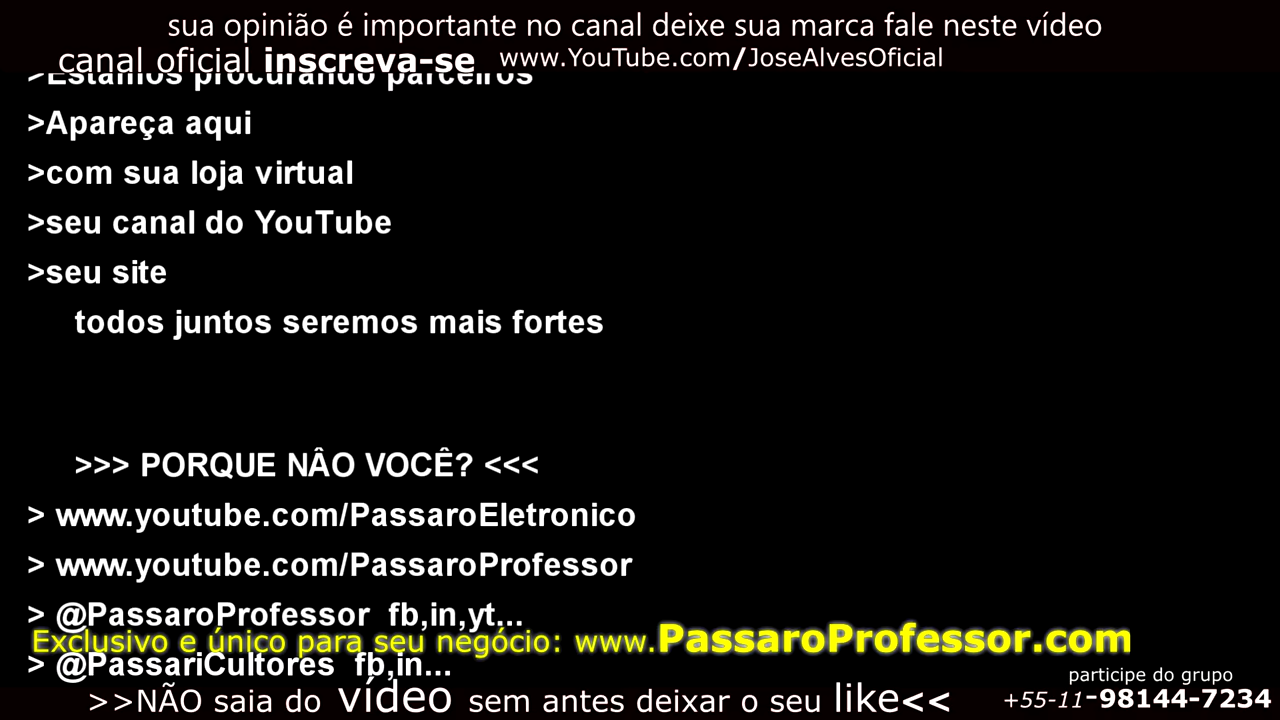 sua opinião é importante no canal deixe sua marca fale neste vídeo
canal oficial inscreva-se www.YouTube.com/JoseAlvesOficial
>Estamos procurando parceiros
>Apareça aqui
>com sua loja virtual
>seu canal do YouTube
>seu site
todos juntos seremos mais fortes
>>> PORQUE NÂO VOCÊ? <<<
> www.youtube.com/PassaroEletronico
> www.youtube.com/PassaroProfessor
> @PassaroProfessor fb,in,yt...
Exclusivo e único para seu negócio: www.PassaroProfessor.com
> @PassariCultores fb,in...
participe do grupo
>>NÃO saia do vídeo sem antes deixar o seu like<<
+55-11-98144-7234